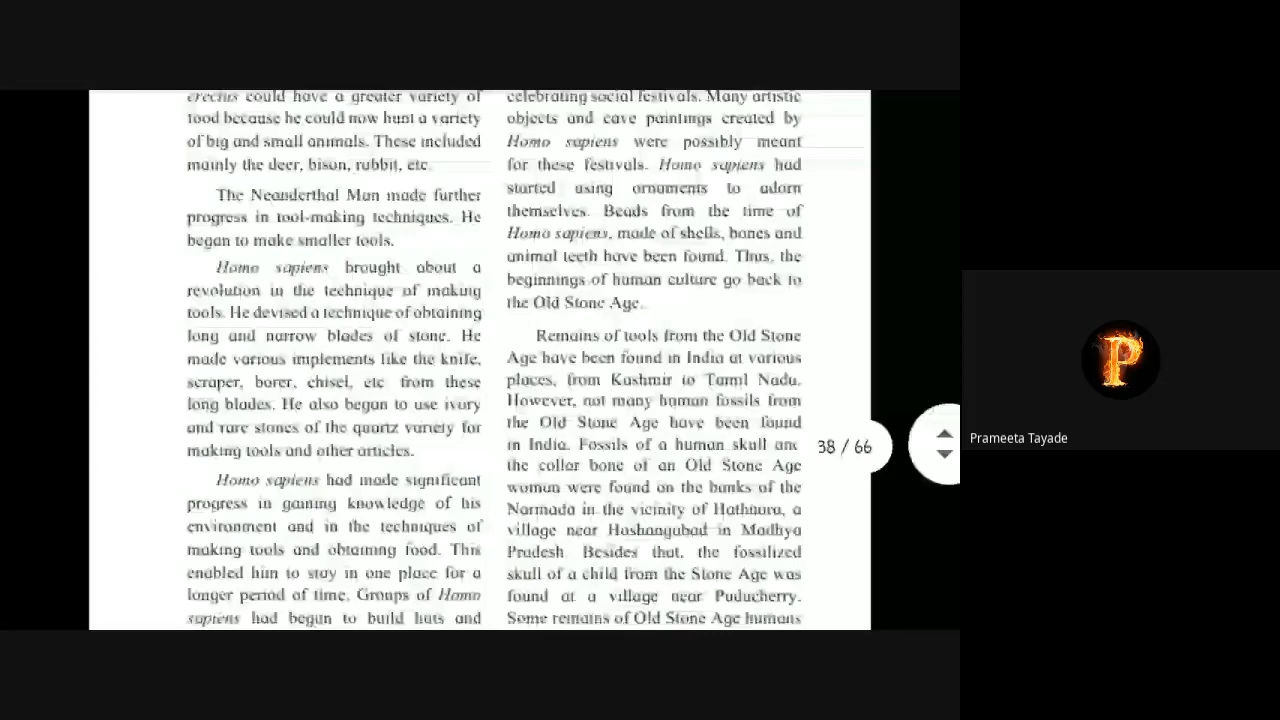 erectus could have a greater variety of
food because he could now hunt a variety
of big and small animals. These included
mainly the deer, bison, rabbit, etc.
The Neanderthal Man made further
progress in tool-making techniques. He
began to make smaller tools.
Homo sapiens brought about a
revolution in the technique of making
tools. He devised a technique of obtaining
long and narrow blades of stone. He
made various implements like the knife,
scraper, borer, chisel, etc from these
long blades. He also began to use ivory
and rare stones of the quartz variety for
making tools and other articles.
Homo sapiens had made significant
progress in gaining knowledge of his
environment and in the techniques of
making tools and obtaining food. This
enabled him to stay in one place for a
longer period of time. Groups of Homo
sapiens had begun to build huts and
celebrating social festivals. Many artistic
objects and cave paintings created by
Homo sapiens were possibly meant
for these festivals. Homo sapiens had
started using ornaments to adorn
themselves. Beads from the time of
Homo sapiens, made of shells, bones and
animal teeth have been found. Thus, the
beginnings of human culture go back to
the Old Stone Age.
Remains of tools from the Old Stone
Age have been found in India at various
places, from Kashmir to Tamil Nadu.
However, not many human fossils from
the Old Stone Age have been found
in India. Fossils of a human skull and
the collar bone of an Old Stone Age
woman were found on the banks of the
Narmada in the vicinity of Hathnora, a
village near Hoshangabad in Madhya
Pradesh. Besides that, the fossilized
skull of a child from the Stone Age was
found at a village near Puducherry.
Some remains of Old Stone Age humans
38 / 66
P
Prameeta Tayade